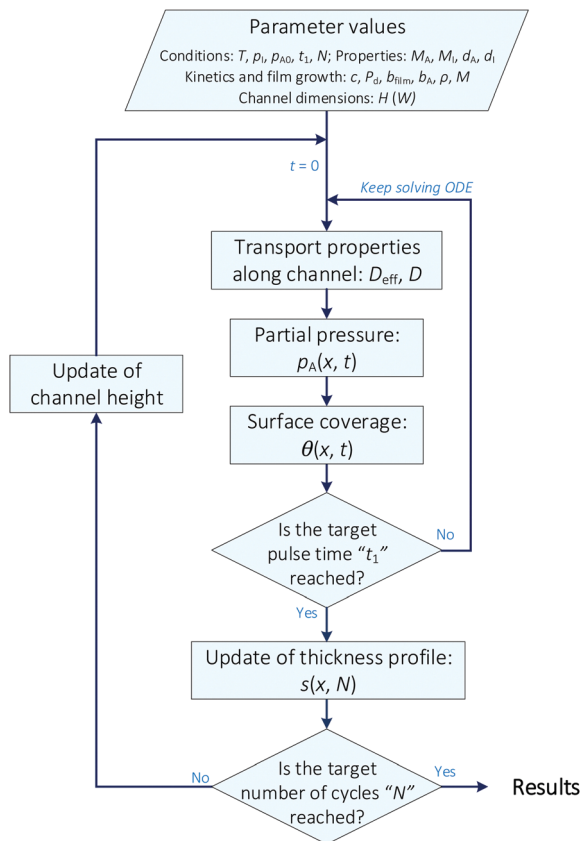 Parameter values
Conditions: T, pI, pA0, t1, N; Properties: MA, MI, dA, dI
Kinetics and film growth: c, Pd, bfilm, bA, ρ, M
Channel dimensions: H (W)
t = 0
Keep solving ODE
Transport properties
along channel: Deff, D
Partial pressure:
pA(x, t)
Update of
channel height
Surface coverage:
θ(x, t)
Is the target
pulse time “t1”
reached?
No
Yes
Update of thickness profile:
s(x, N)
Is the target
number of cycles “N”
reached?
No
Yes
Results